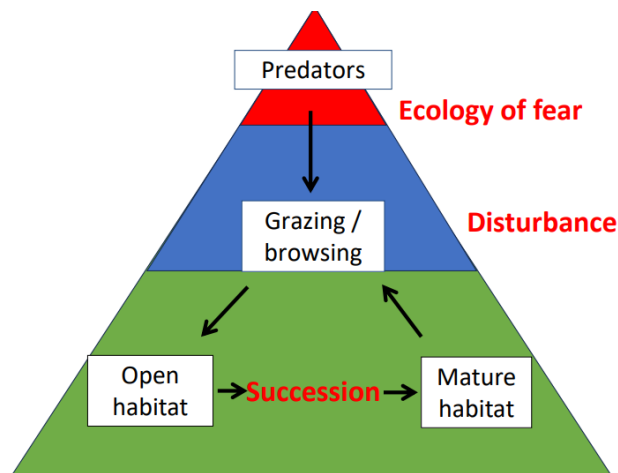 Predators
Ecology of fear
Grazing /
browsing
Disturbance
Open
habitat
Succession
Mature
habitat